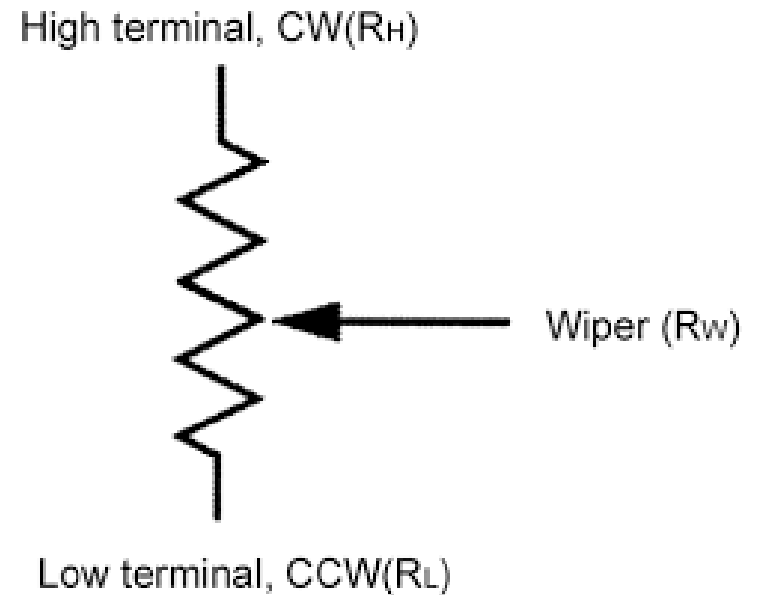 High terminal, CW(RH)
Wiper (RW)
Low terminal, CCW(RL)